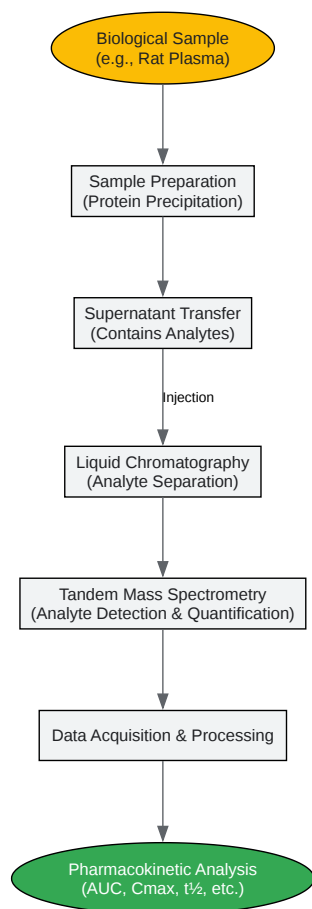 Biological Sample
(e.g., Rat Plasma)
Sample Preparation
(Protein Precipitation)
Supernatant Transfer
(Contains Analytes)
Injection
Liquid Chromatography
(Analyte Separation)
Tandem Mass Spectrometry
(Analyte Detection & Quantification)
Data Acquisition & Processing
Pharmacokinetic Analysis
(AUC, Cmax, t½, etc.)